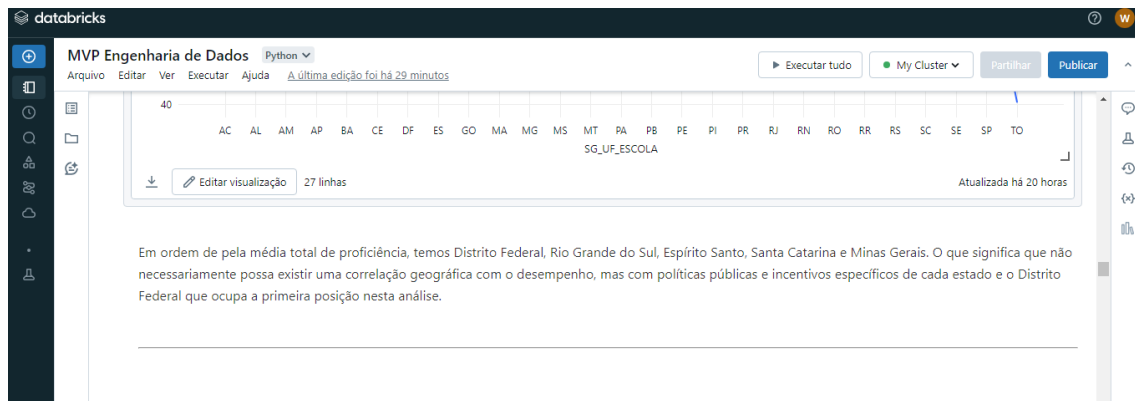 databricks
W
MVP Engenharia de Dados Python
Arquivo Editar Ver Executar Ajuda A última edição foi há 29 minutos
Executar tudo
My Cluster
Partilhar
Publicar
40
AC AL AM AP BA CE DF ES GO MA MG MS MT PA PB PE PI PR RJ RN RO RR RS SC SE SP TO
SG_UF_ESCOLA
Editar visualização 27 linhas Atualizada há 20 horas
Em ordem de pela média total de proficiência, temos Distrito Federal, Rio Grande do Sul, Espírito Santo, Santa Catarina e Minas Gerais. O que significa que não
necessariamente possa existir uma correlação geográfica com o desempenho, mas com políticas públicas e incentivos específicos de cada estado e o Distrito
Federal que ocupa a primeira posição nesta análise.